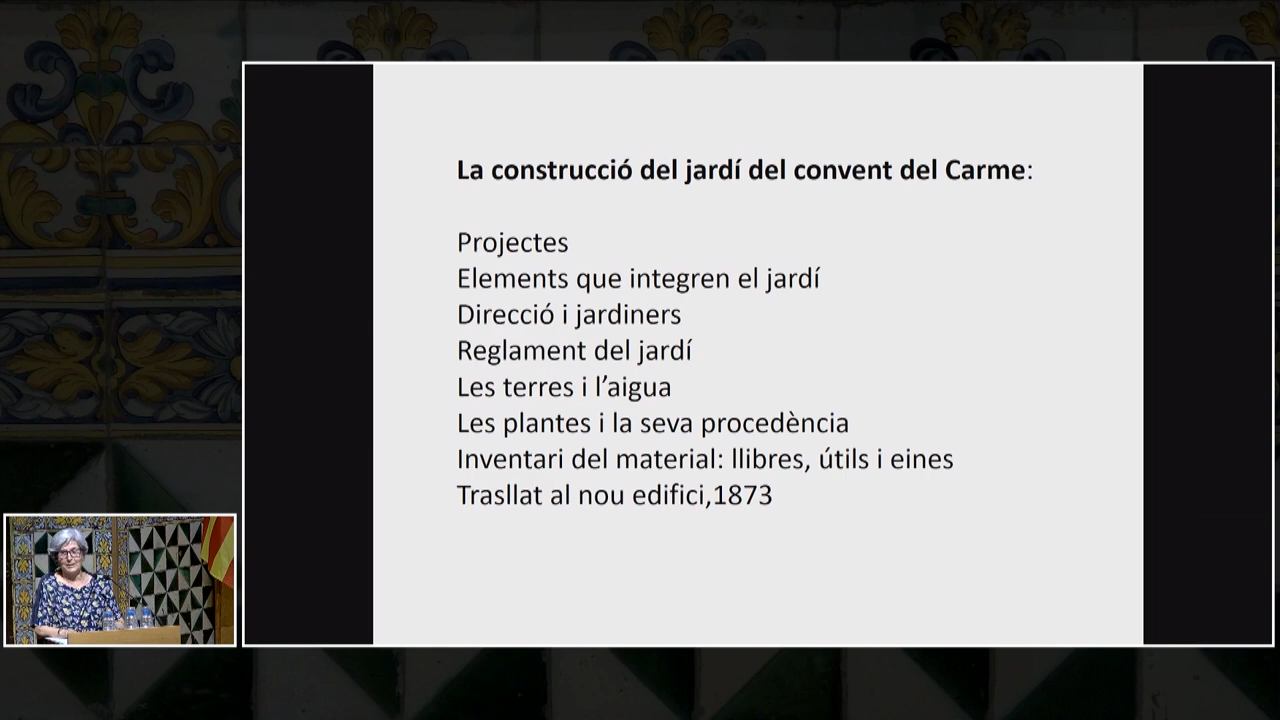 La construcció del jardí del convent del Carme:
Projectes
Elements que integren el jardí
Direcció i jardiners
Reglament del jardí
Les terres i l’aigua
Les plantes i la seva procedència
Inventari del material: llibres, útils i eines
Trasllat al nou edifici,1873